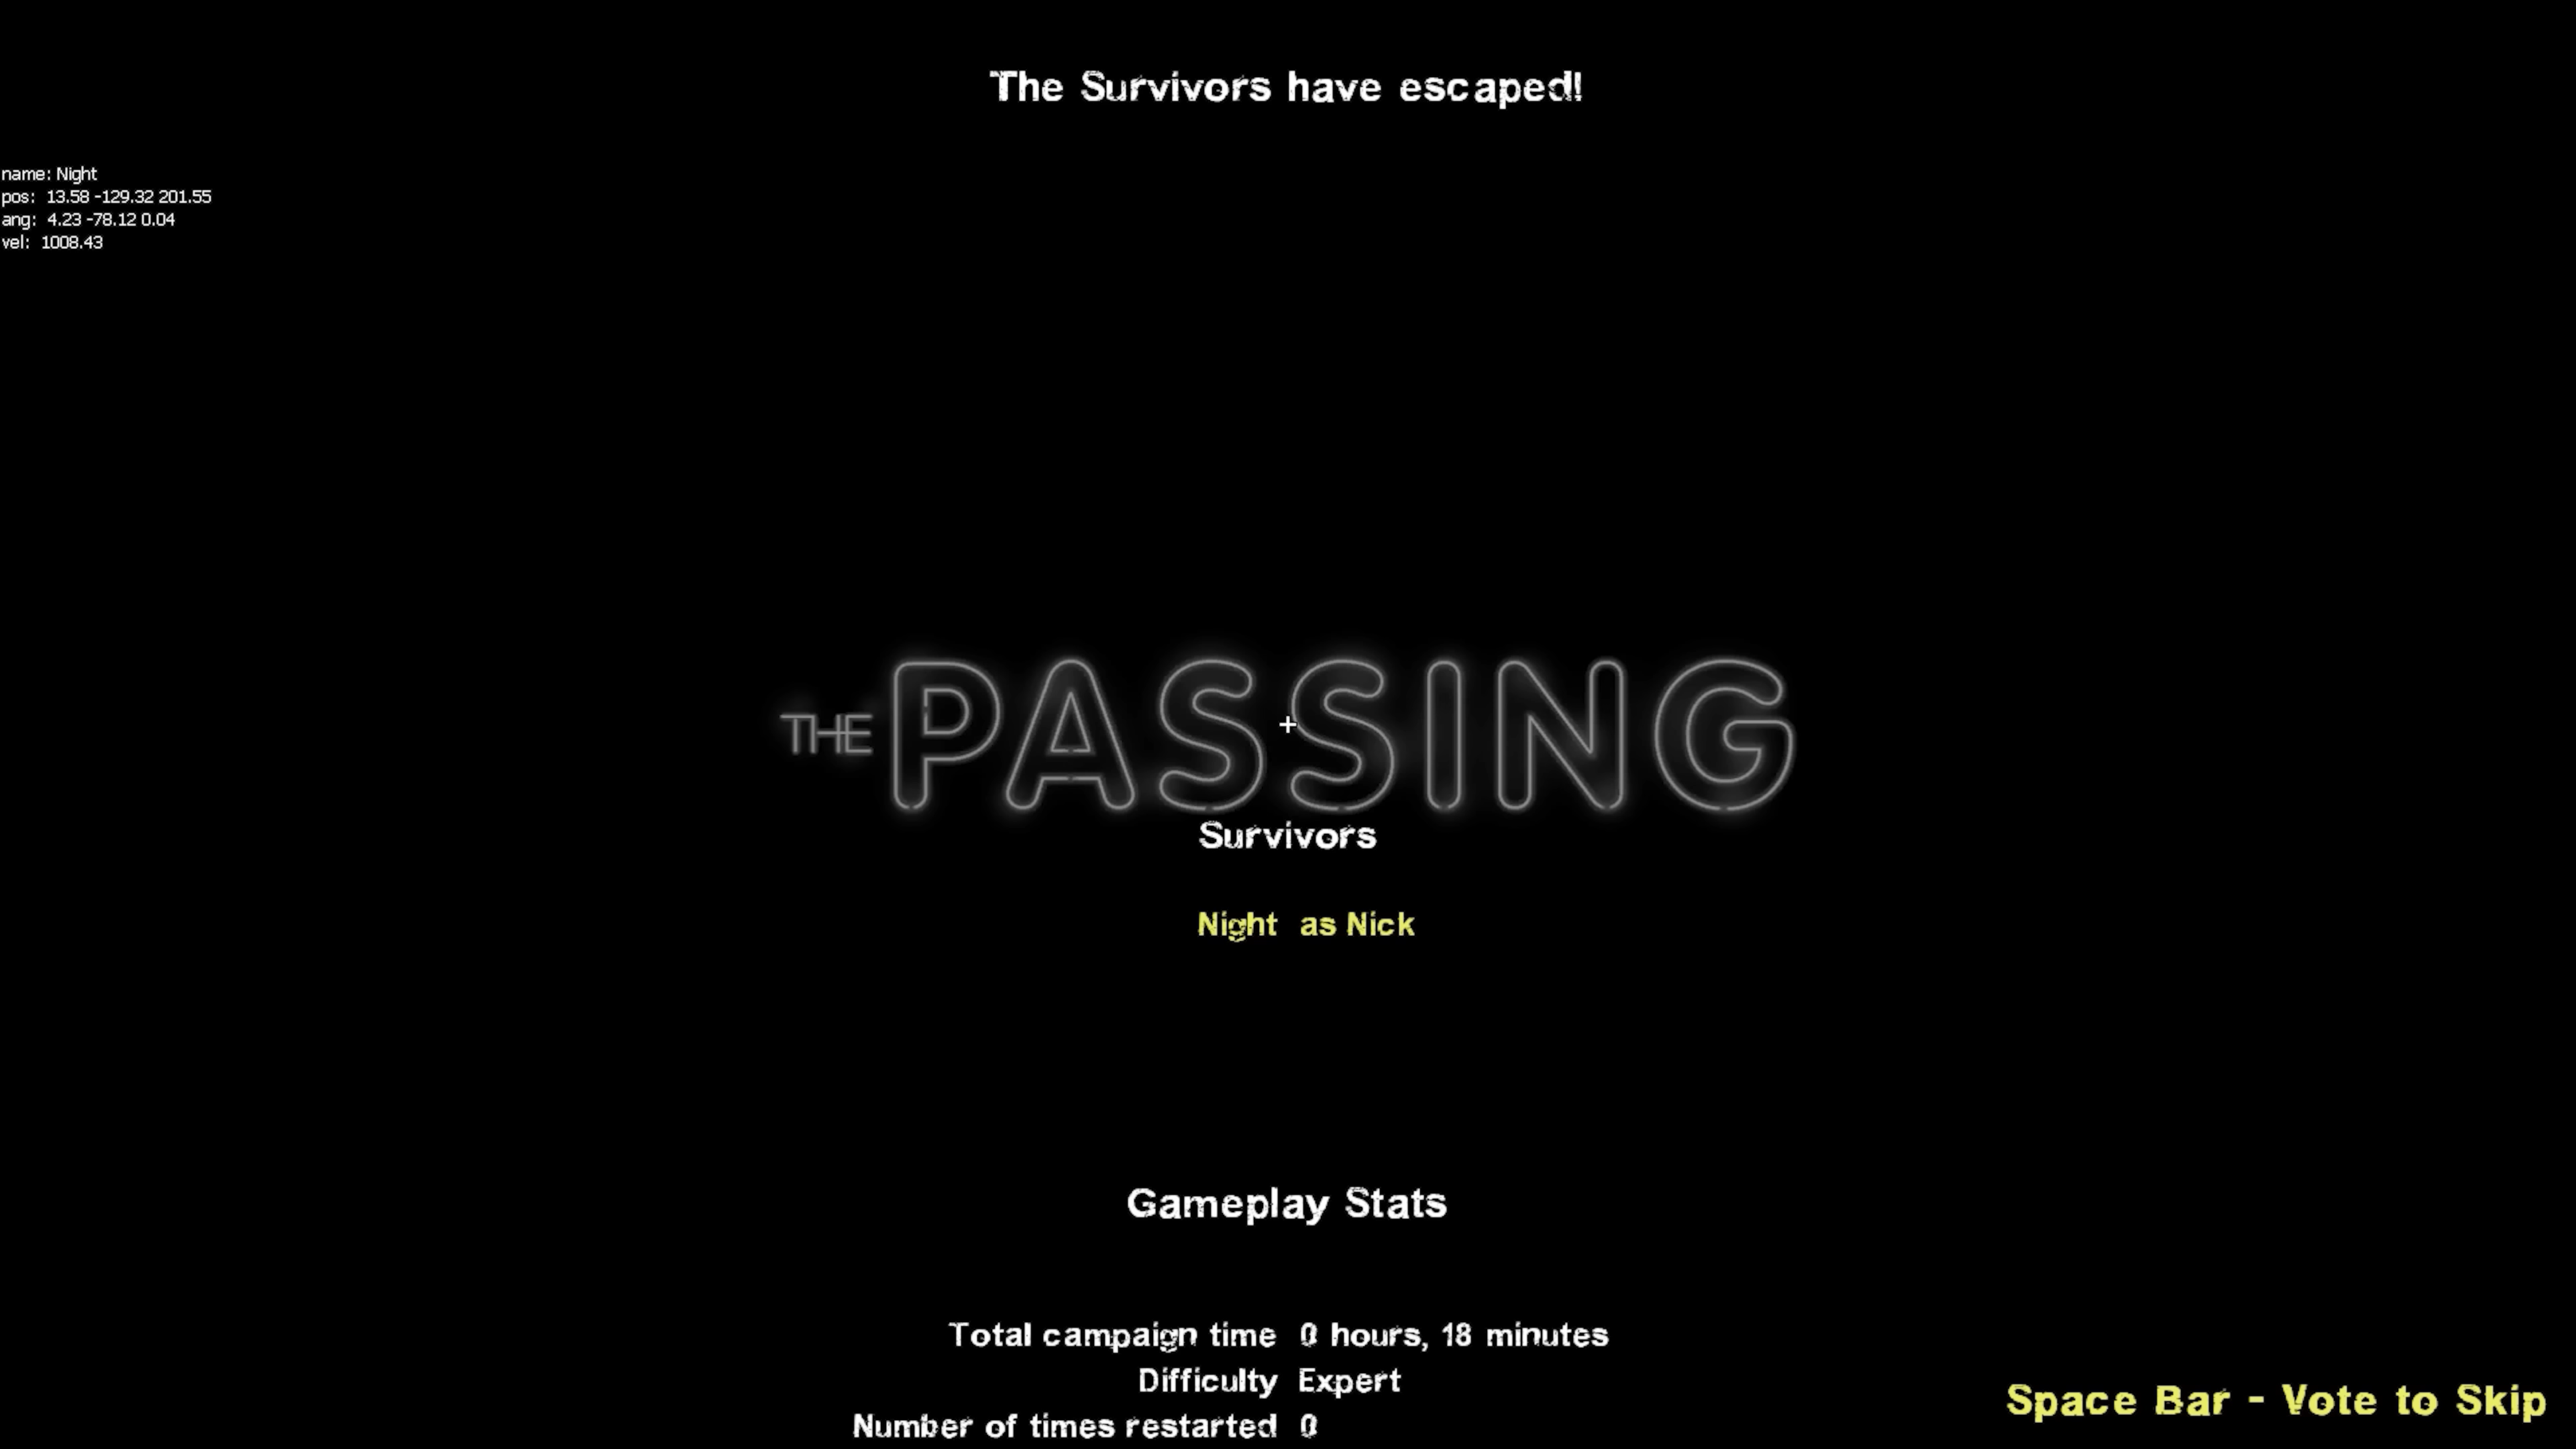 The Survivors have escaped!
name: Night
pos: 13.58 -129.32 201.55
ang: 4.23 -78.12 0.04
vel: 1008.43
THE PASSING
Survivors
Night as Nick
Gameplay Stats
Total campaign time 0 hours, 18 minutes
Difficulty Expert
Number of times restarted 0
Space Bar - Vote to Skip